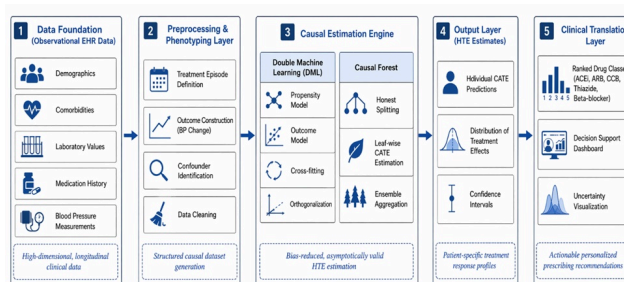 1
Data Foundation
(Observational EHR Data)
Demographics
Comorbidities
Laboratory Values
Medication History
Blood Pressure
Measurements
High-dimensional, longitudinal
clinical data
2
Preprocessing &
Phenotyping Layer
Treatment Episode
Definition
Outcome Construction
(BP Change)
Confounder
Identification
Data Cleaning
Structured causal dataset
generation
3
Causal Estimation Engine
Double Machine
Learning (DML)
Propensity
Model
Outcome
Model
Cross-fitting
Orthogonalization
Causal Forest
Honest
Splitting
Leaf-wise
CATE
Estimation
Ensemble
Aggregation
Bias-reduced, asymptotically valid
HTE estimation
4
Output Layer
(HTE Estimates)
Hdividual CATE
Predictions
Distribution of
Treatment
Effects
Confidence
Intervals
Patient-specific treatment
response profiles
5
Clinical Translation
Layer
Ranked Drug Classe
(ACEI, ARB, CCB,
Thiazide,
Beta-blocker)
1 2 3 4 5
Decision Support
Dashboard
Uncertainty
Visualization
Actionable personalized
prescribing recommendations